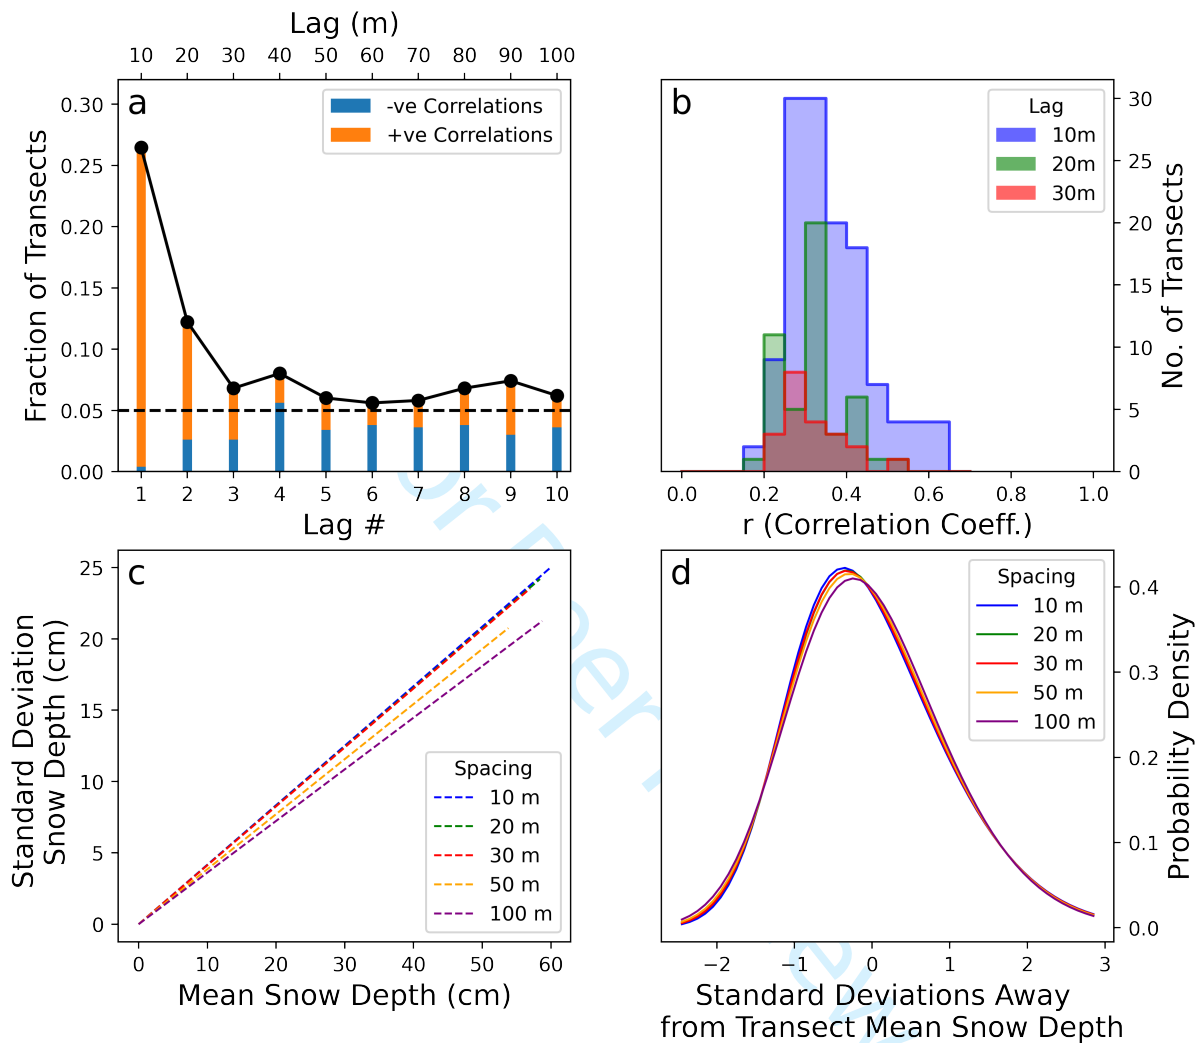 Lag (m)
10 20 30 40 50 60 70 80 90 100
a
-ve Correlations
+ve Correlations
0.30
0.25
0.20
0.15
0.10
0.05
0.00
Fraction of Transects
1 2 3 4 5 6 7 8 9 10
Lag #
b
Lag
10m
20m
30m
30
25
20
15
10
5
0
No. of Transects
0.0 0.2 0.4 0.6 0.8 1.0
r (Correlation Coeff.)
c
25
20
15
10
5
0
Standard Deviation
Snow Depth (cm)
Spacing
10 m
20 m
30 m
50 m
100 m
0 10 20 30 40 50 60
Mean Snow Depth (cm)
d
Spacing
10 m
20 m
30 m
50 m
100 m
0.4
0.3
0.2
0.1
0.0
Probability Density
−2 −1 0 1 2 3
Standard Deviations Away
from Transect Mean Snow Depth